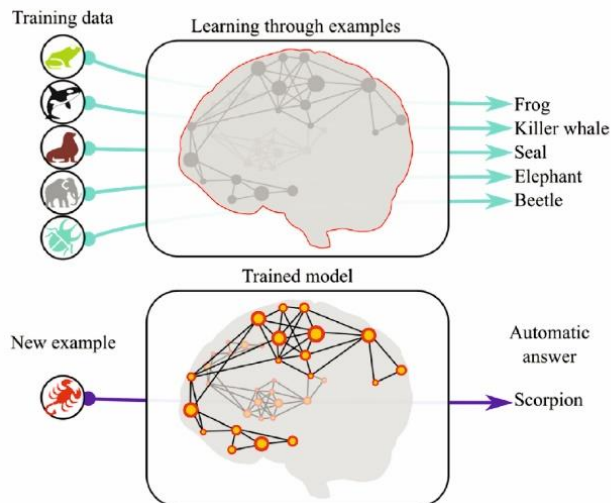 Training data
Learning through examples
Frog
Killer whale
Seal
Elephant
Beetle
Trained model
New example
Automatic
answer
Scorpion